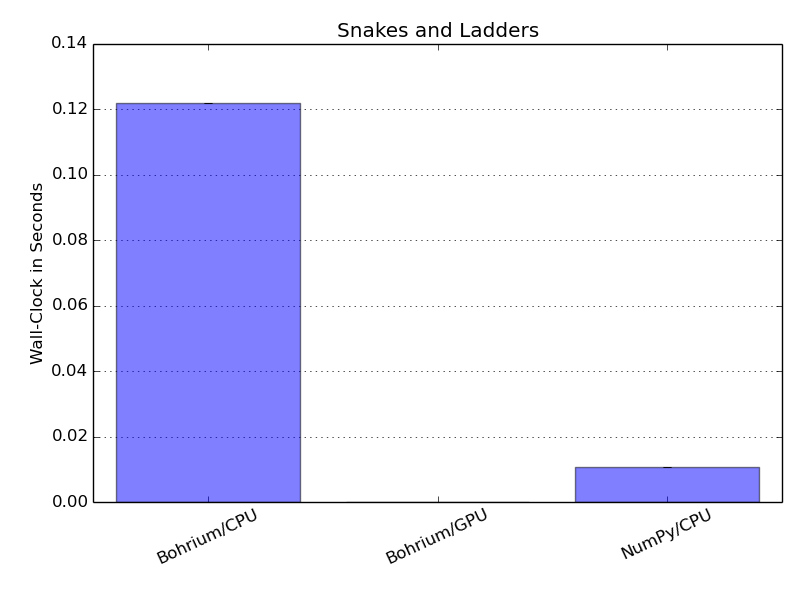 Snakes and Ladders
Wall-Clock in Seconds
0.14
0.12
0.10
0.08
0.06
0.04
0.02
0.00
Bohrium/CPU
Bohrium/GPU
NumPy/CPU